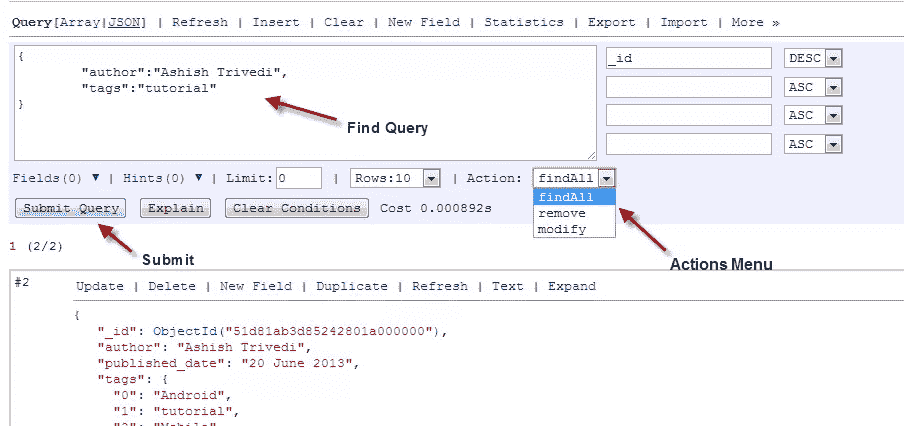 Query[Array|JSON] | Refresh | Insert | Clear | New Field | Statistics | Export | Import | More »
{
"author":"Ashish Trivedi",
"tags":"tutorial"
}
Find Query
_id DESC
ASC
ASC
ASC
Fields(0) ▼ | Hints(0) ▼ | Limit: 0 | Rows:10 | Action: findAll
findAll
remove
modify
Submit Query Explain Clear Conditions Cost 0.000892s
Submit
Actions Menu
1 (2/2)
#2 Update | Delete | New Field | Duplicate | Refresh | Text | Expand
{
"_id": ObjectId("51d81ab3d85242801a000000"),
"author": "Ashish Trivedi",
"published_date": "20 June 2013",
"tags": {
"0": "Android",
"1": "tutorial",